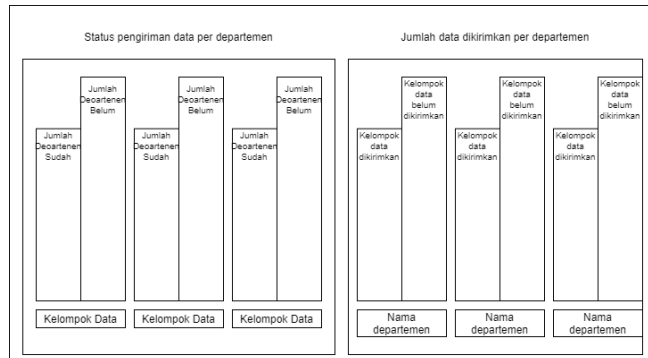 Status pengiriman data per departemen
Jumlah data dikirimkan per departemen
Jumlah
Deoartenen
Belum
Jumlah
Deoartenen
Sudah
Jumlah
Deoartenen
Belum
Jumlah
Deoartenen
Sudah
Jumlah
Deoartenen
Belum
Jumlah
Deoartenen
Sudah
Kelompok Data
Kelompok Data
Kelompok Data
Kelompok
data
belum
dikirimkan
Kelompok
data
dikirimkan
Kelompok
data
belum
dikirimkan
Kelompok
data
dikirimkan
Kelompok
data
belum
dikirimkan
Kelompok
data
dikirimkan
Nama
departemen
Nama
departemen
Nama
departemen